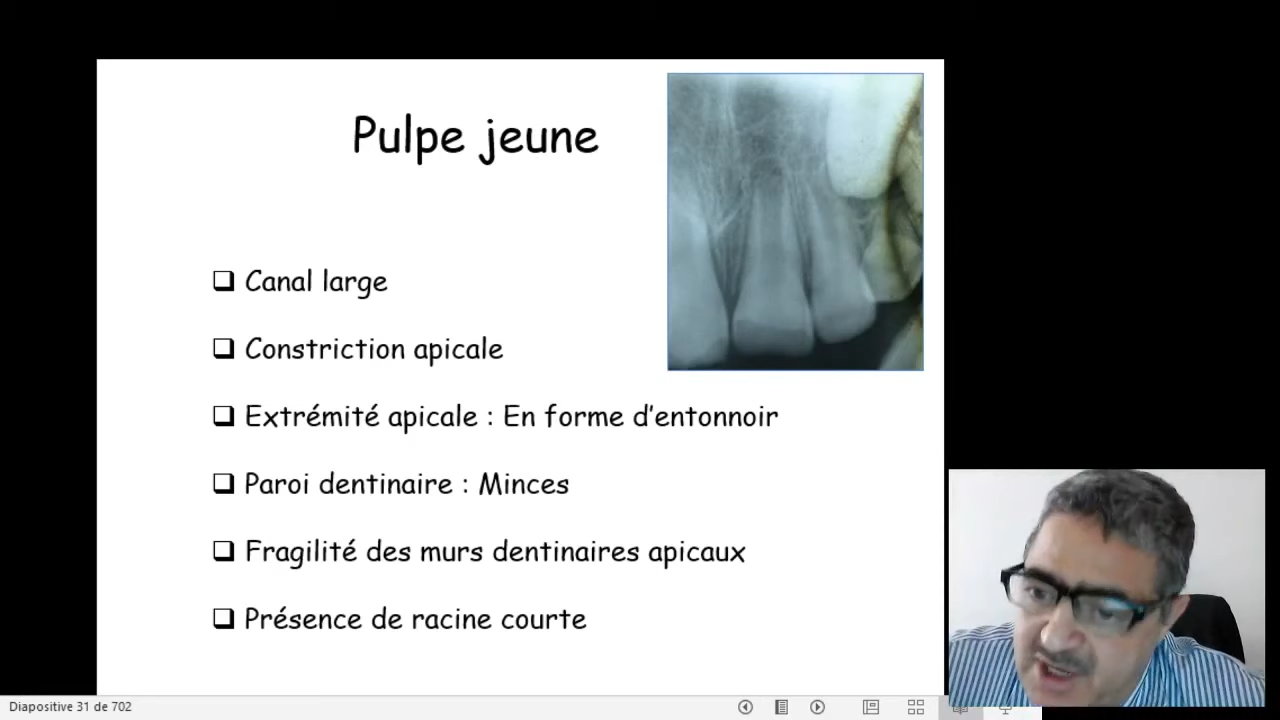 Pulpe jeune
Canal large
Constriction apicale
Extrémité apicale : En forme d’entonnoir
Paroi dentinaire : Minces
Fragilité des murs dentinaires apicaux
Présence de racine courte
Diapositive 31 de 702